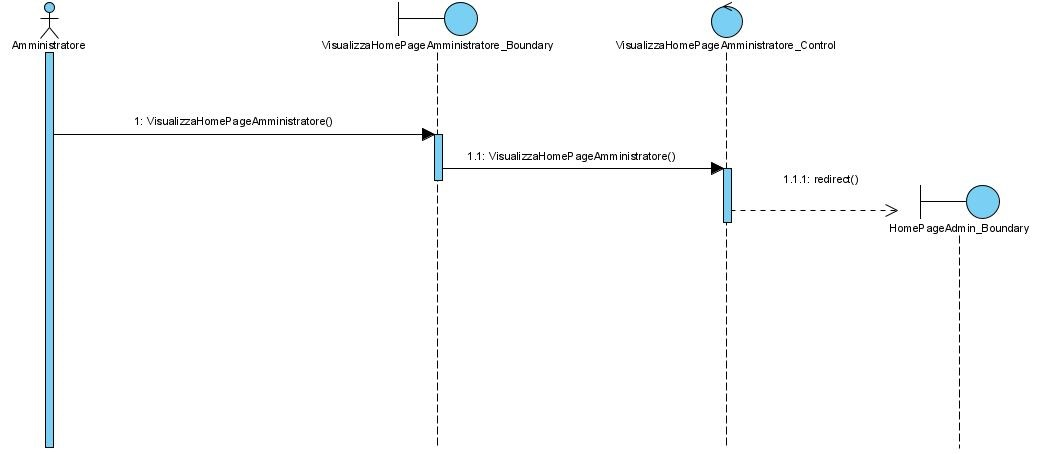 Amministratore
VisualizzaHomePageAmministratore_Boundary
VisualizzaHomePageAmministratore_Control
1: VisualizzaHomePageAmministratore()
1.1: VisualizzaHomePageAmministratore()
1.1.1: redirect()
HomePageAdmin_Boundary